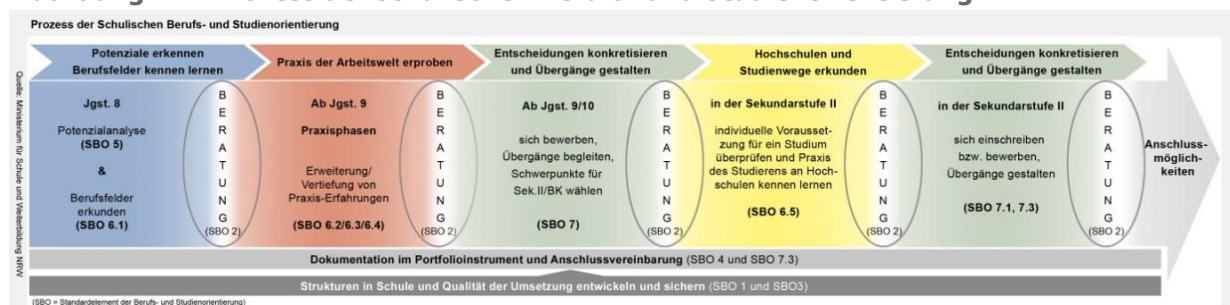 Prozess der Schulischen Berufs- und Studienorientierung
Potenziale erkennen
Berufsfelder kennen lernen
Praxis der Arbeitswelt erproben
Entscheidungen konkretisieren
und Übergänge gestalten
Hochschulen und
Studienwege erkunden
Entscheidungen konkretisieren
und Übergänge gestalten
Quelle: Ministerium für Schule und Weiterbildung NRW
Jgst. 8
Potenzialanalyse
(SBO 5)
&
Berufsfelder
erkunden
(SBO 6.1)
BERATUNG
(SBO 2)
Ab Jgst. 9
Praxisphasen
Erweiterung/
Vertiefung von
Praxis-Erfahrungen
(SBO 6.2/6.3/6.4)
BERATUNG
(SBO 2)
Ab Jgst. 9/10
sich bewerben,
Übergänge begleiten,
Schwerpunkte für
Sek.II/BK wählen
(SBO 7)
BERATUNG
(SBO 2)
in der Sekundarstufe II
individuelle Vorausset-
zung für ein Studium
überprüfen und Praxis
des Studierens an Hoch-
schulen kennen lernen
(SBO 6.5)
BERATUNG
(SBO 2)
in der Sekundarstufe II
sich einschreiben
bzw. bewerben,
Übergänge gestalten
(SBO 7.1, 7.3)
BERATUNG
(SBO 2)
Anschluss-
möglich-
keiten
Dokumentation im Portfolioinstrument und Anschlussvereinbarung (SBO 4 und SBO 7.3)
Strukturen in Schule und Qualität der Umsetzung entwickeln und sichern (SBO 1 und SBO3)
(SBO = Standardelement der Berufs- und Studienorientierung)